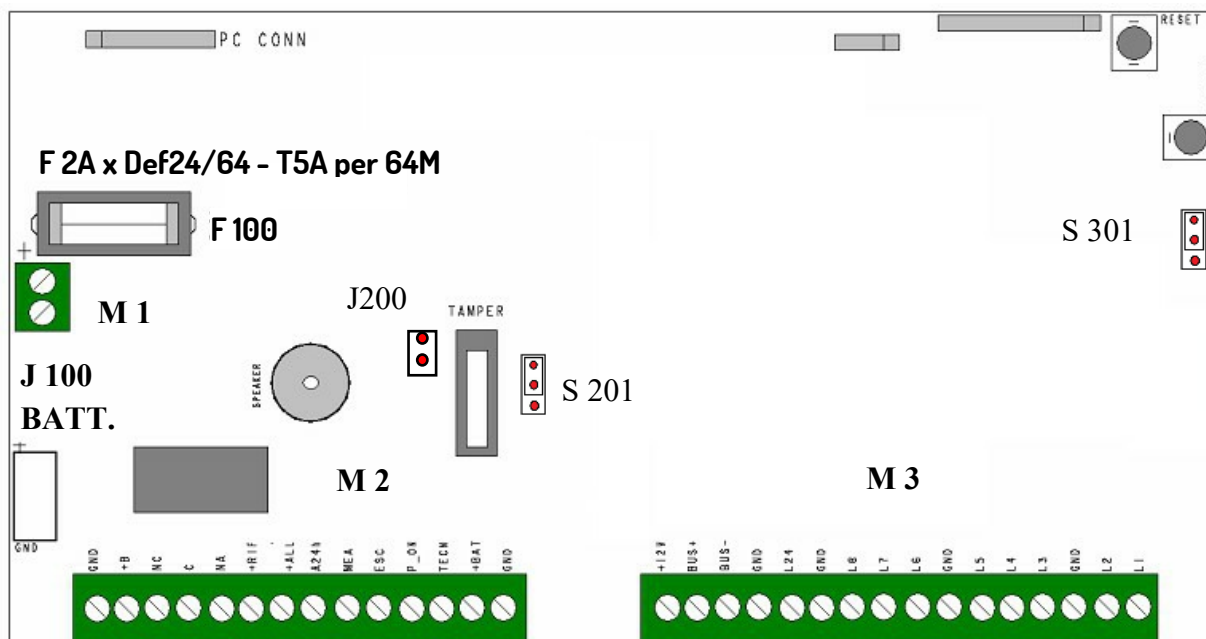 RESET
PC CONN
F 2A x Def24/64 - T5A per 64M
F 100
S 301
+
M 1
J200
TAMPER
SPEAKER
J 100
BATT.
S 201
+
M 2
M 3
GND
GND +B NC C NA +RIF +ALL A24h MEA ESC P_ON TECN +BAT GND
+12V BUS+ BUS- GND L24 GND L8 L7 L6 GND L5 L4 L3 GND L2 L1